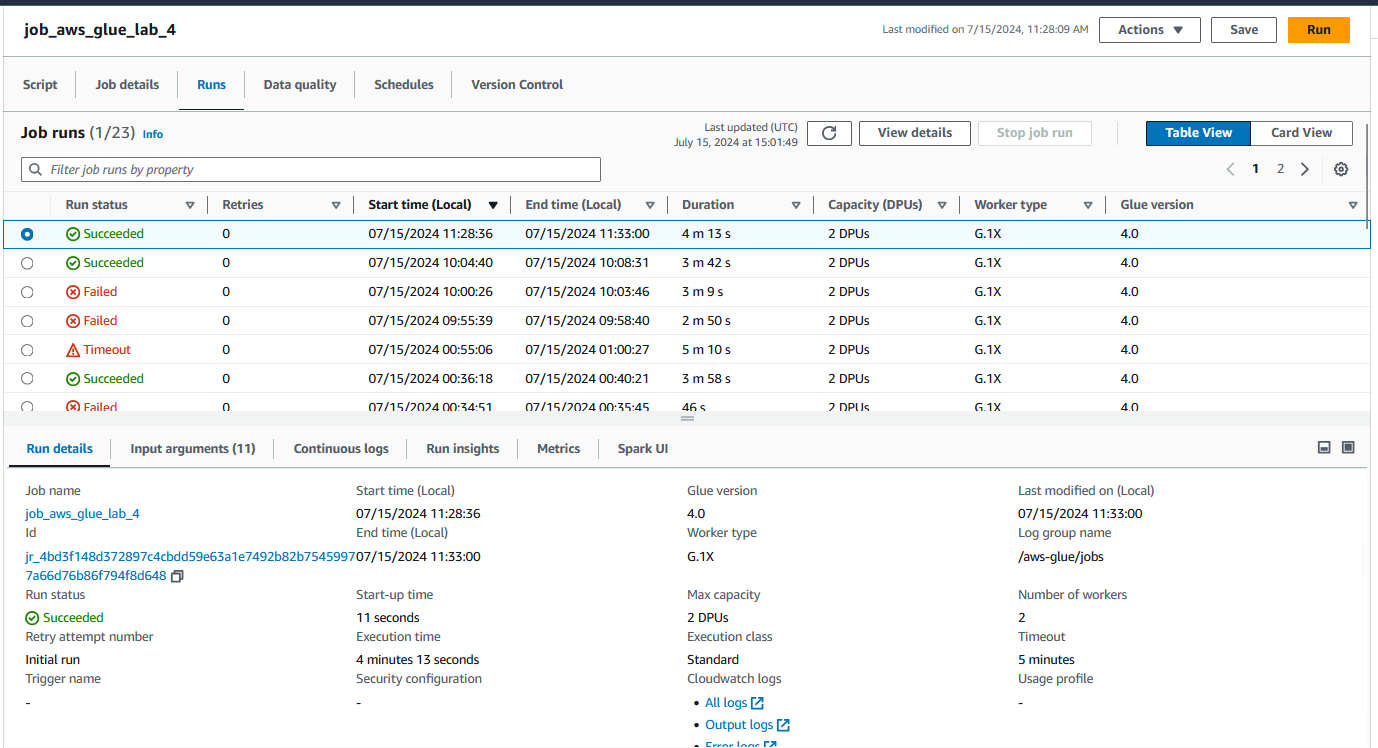 job_aws_glue_lab_4
Last modified on 7/15/2024, 11:28:09 AM
Actions
Save
Run
Script
Job details
Runs
Data quality
Schedules
Version Control
Job runs (1/23) Info
Last updated (UTC)
July 15, 2024 at 15:01:49
View details
Stop job run
Table View
Card View
Filter job runs by property
1 2
Run status Retries Start time (Local) End time (Local) Duration Capacity (DPUs) Worker type Glue version
Succeeded 0 07/15/2024 11:28:36 07/15/2024 11:33:00 4 m 13 s 2 DPUs G.1X 4.0
Succeeded 0 07/15/2024 10:04:40 07/15/2024 10:08:31 3 m 42 s 2 DPUs G.1X 4.0
Failed 0 07/15/2024 10:00:26 07/15/2024 10:03:46 3 m 9 s 2 DPUs G.1X 4.0
Failed 0 07/15/2024 09:55:39 07/15/2024 09:58:40 2 m 50 s 2 DPUs G.1X 4.0
Timeout 0 07/15/2024 00:55:06 07/15/2024 01:00:27 5 m 10 s 2 DPUs G.1X 4.0
Succeeded 0 07/15/2024 00:36:18 07/15/2024 00:40:21 3 m 58 s 2 DPUs G.1X 4.0
Failed 0 07/15/2024 00:34:51 07/15/2024 00:35:45 46 s 2 DPUs G.1X 4.0
Run details
Input arguments (11)
Continuous logs
Run insights
Metrics
Spark UI
Job name
job_aws_glue_lab_4
Id
jr_4bd3f148d372897c4cbdd59e63a1e7492b82b7545997
7a66d76b86f794f8d648
Run status
Succeeded
Retry attempt number
Initial run
Trigger name
-
Start time (Local)
07/15/2024 11:28:36
End time (Local)
07/15/2024 11:33:00
Start-up time
11 seconds
Execution time
4 minutes 13 seconds
Security configuration
-
Glue version
4.0
Worker type
G.1X
Max capacity
2 DPUs
Execution class
Standard
Cloudwatch logs
• All logs
• Output logs
• Error logs
Last modified on (Local)
07/15/2024 11:33:00
Log group name
/aws-glue/jobs
Number of workers
2
Timeout
5 minutes
Usage profile
-